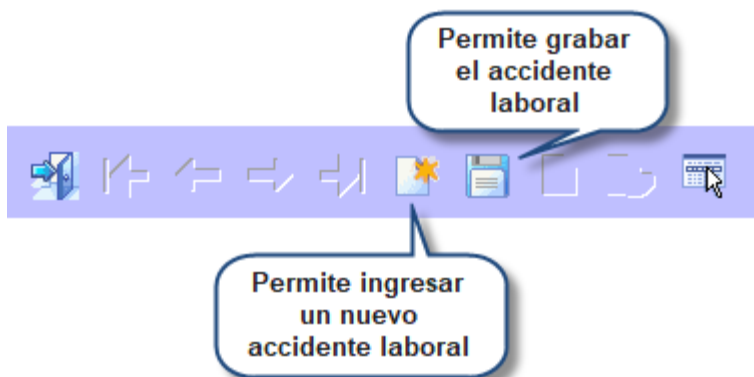 Permite grabar
el accidente
laboral
Permite ingresar
un nuevo
accidente laboral